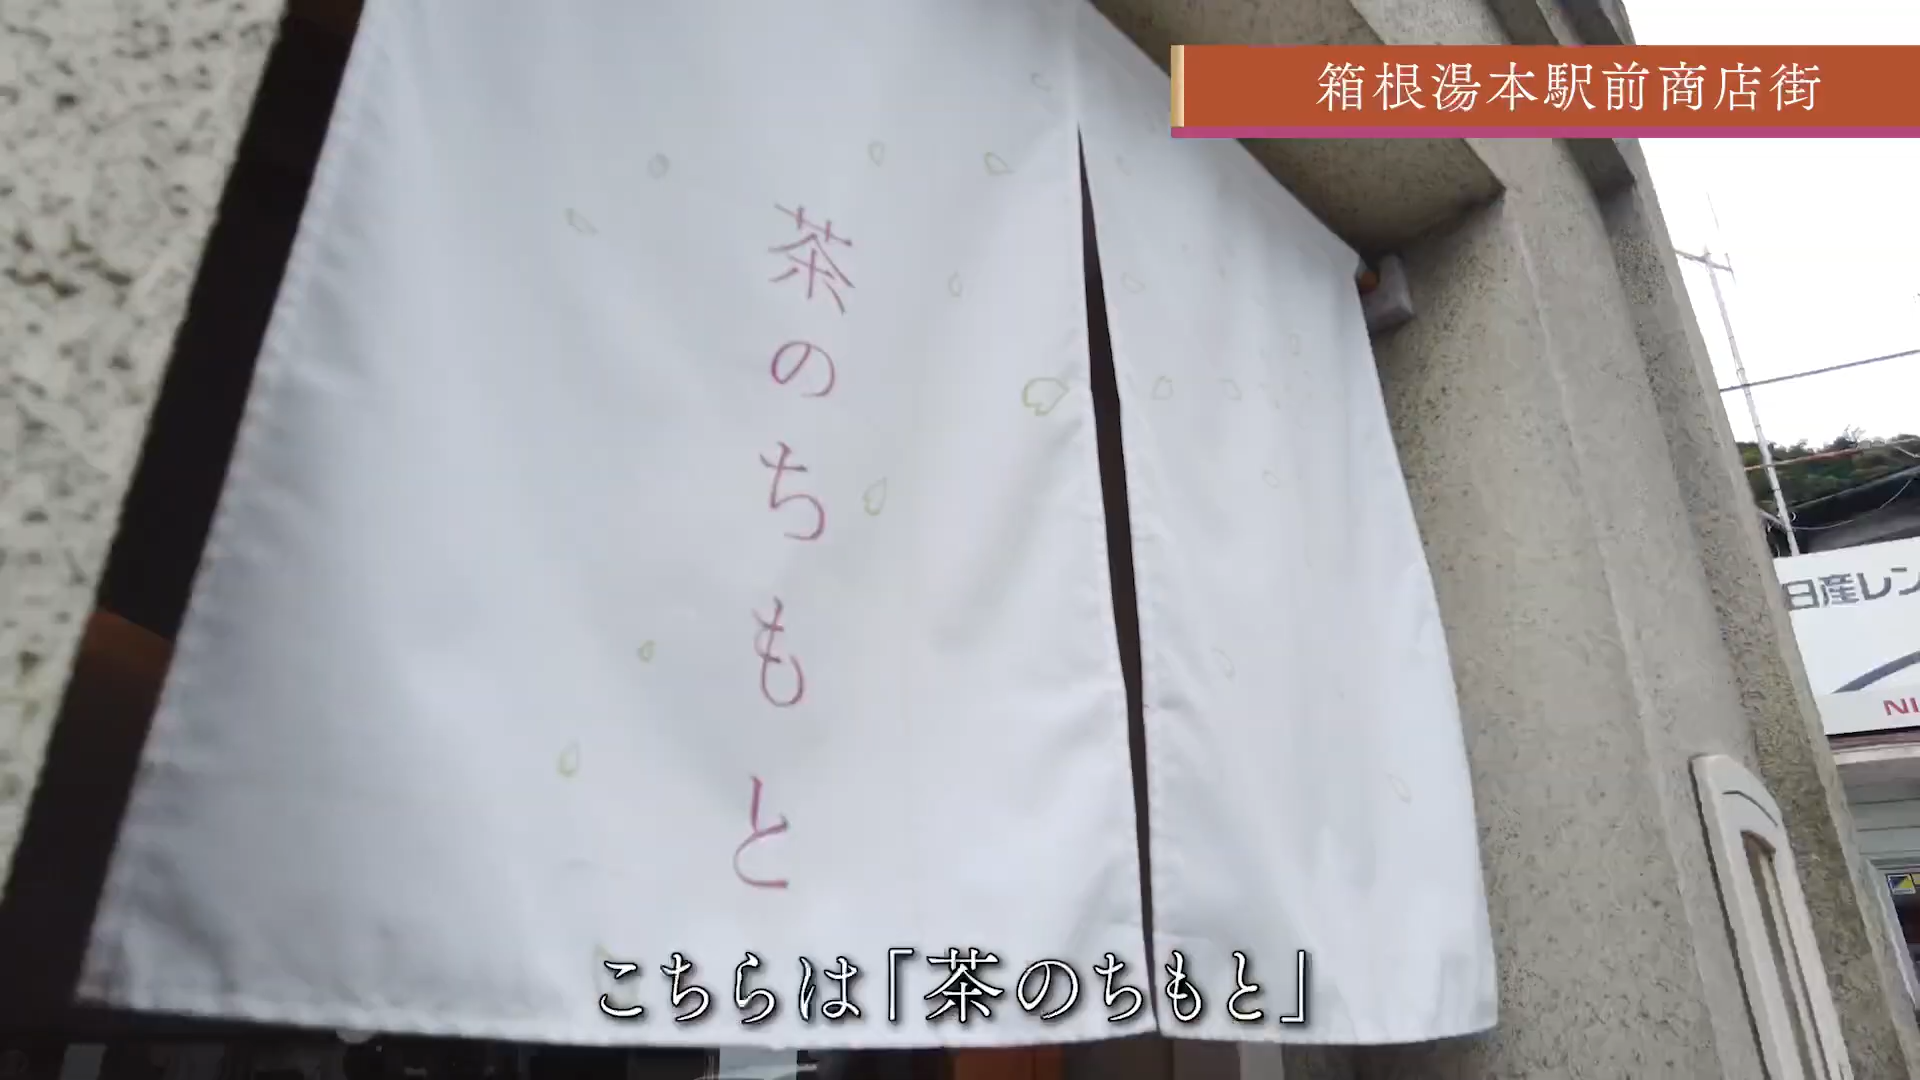 箱根湯本駅前商店街
茶のちもと
日産レン
NI
こちらは「茶のちもと」